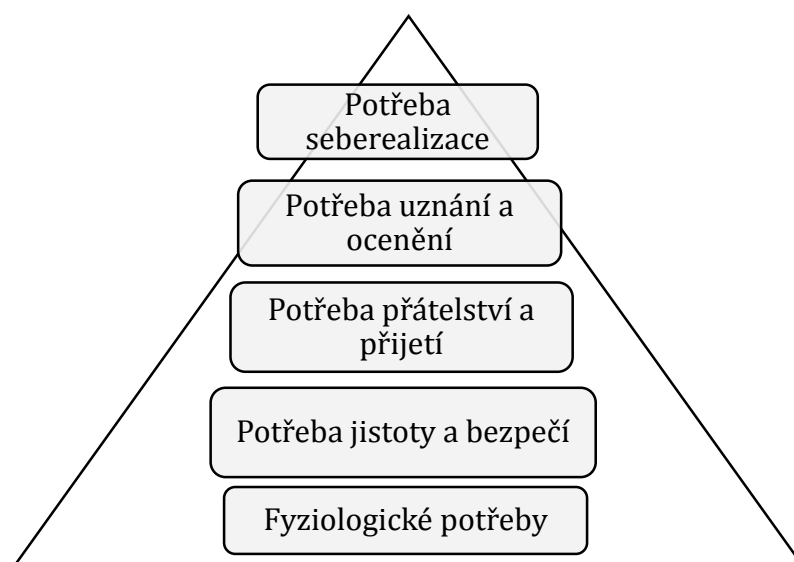 Potřeba
seberealizace
Potřeba uznání a
ocenění
Potřeba přátelství a
přijetí
Potřeba jistoty a bezpečí
Fyziologické potřeby